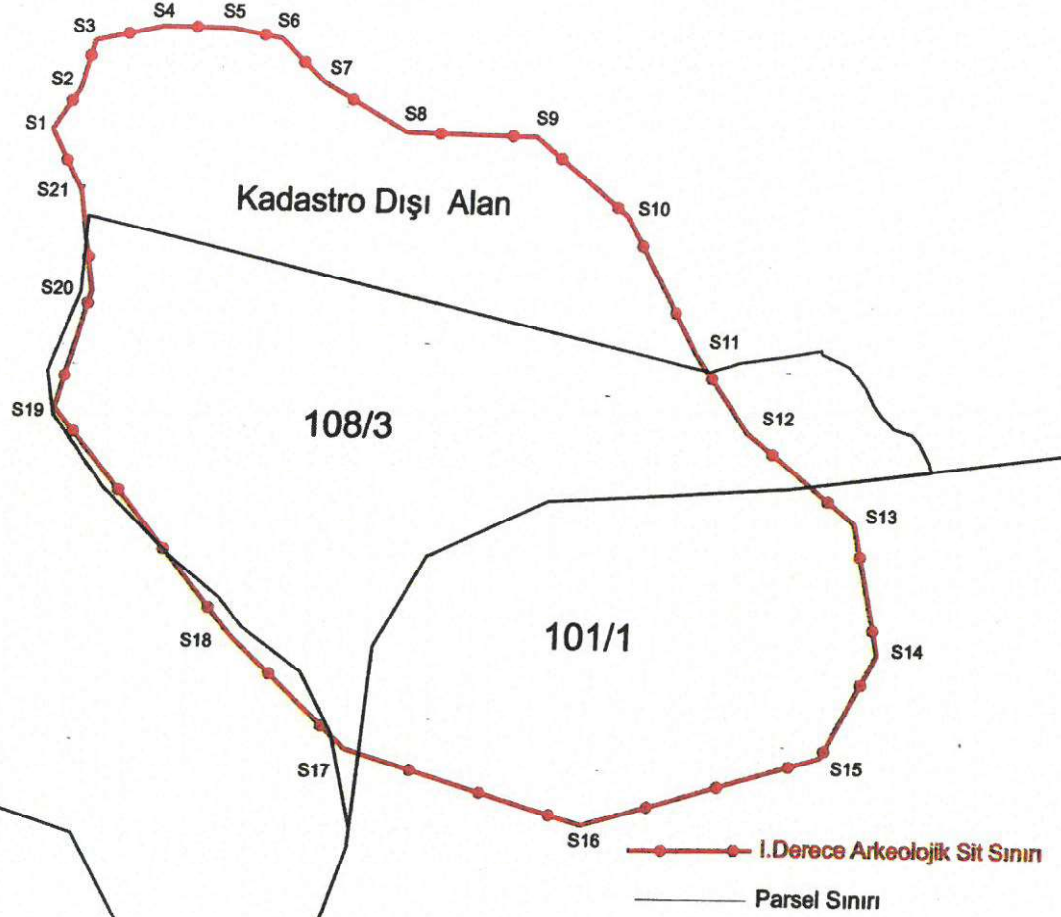 S3
S4
S5
S6
S2
S7
S1
S8
S9
S21
Kadastro Dışı Alan
S10
S20
S11
S19
108/3
S12
S13
S18
101/1
S14
S17
S15
S16
I.Derece Arkeolojik Sit Sınırı
Parsel Sınırı